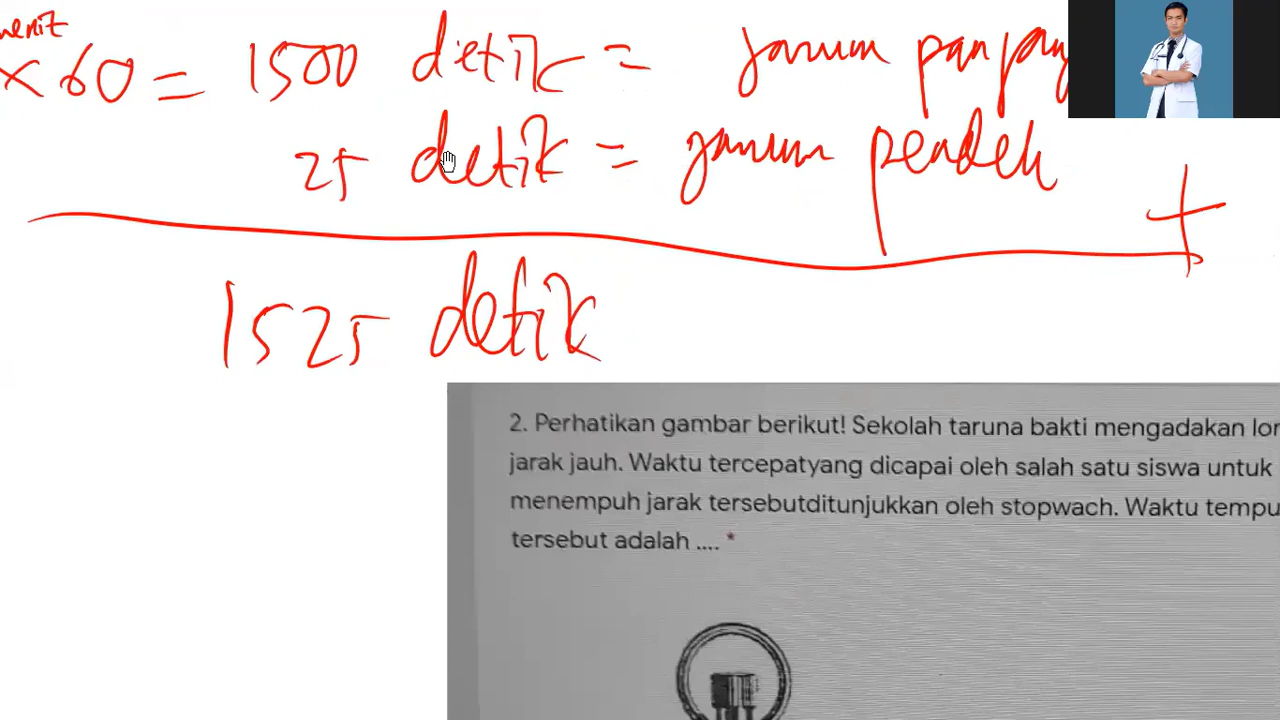 menit
x 60 = 1500 detik = jarum panjang
25 detik = jarum pendek
+
1525 detik
2. Perhatikan gambar berikut! Sekolah taruna bakti mengadakan lom
jarak jauh. Waktu tercepatyang dicapai oleh salah satu siswa untuk
menempuh jarak tersebutditunjukkan oleh stopwach. Waktu tempu
tersebut adalah .... *